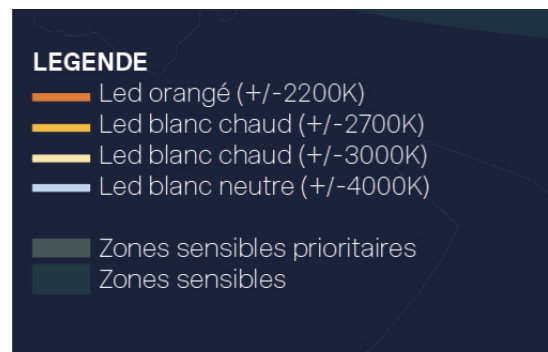 LEGENDE
Led orangé (+/-2200K)
Led blanc chaud (+/-2700K)
Led blanc chaud (+/-3000K)
Led blanc neutre (+/-4000K)
Zones sensibles prioritaires
Zones sensibles